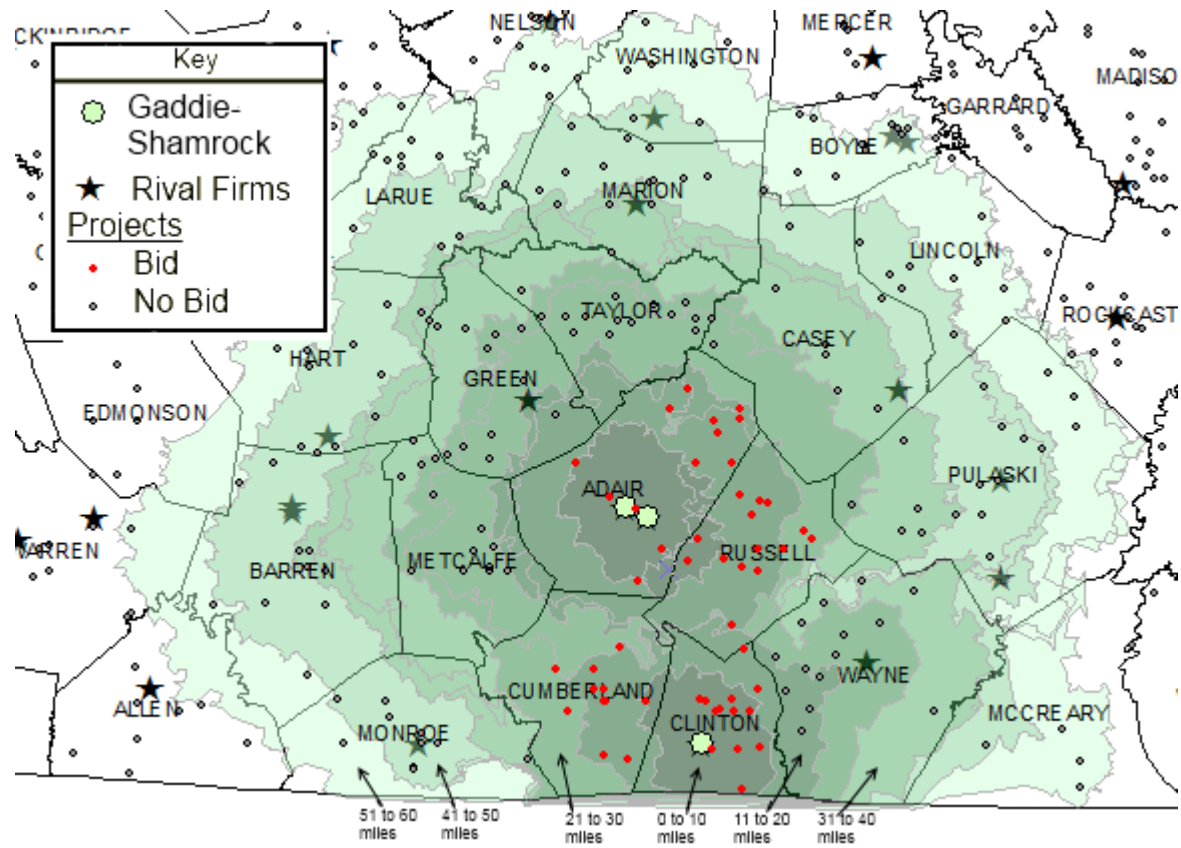 NELSON
MERCER
WASHINGTON
MADISO
GARRARD
BOYLE
Key
Gaddie-
Shamrock
Rival Firms
Projects
Bid
No Bid
LARUE
MARION
LINCOLN
TAYLOR
ROCKCAST
CASEY
HART
GREEN
EDMONSON
PULASKI
ADAIR
WARREN
RUSSELL
METCALFE
BARREN
WAYNE
CUMBERLAND
ALLEN
CLINTON
MCCREARY
MONROE
51 to 60
miles
41 to 50
miles
21 to 30
miles
0 to 10
miles
11 to 20
miles
31 to 40
miles